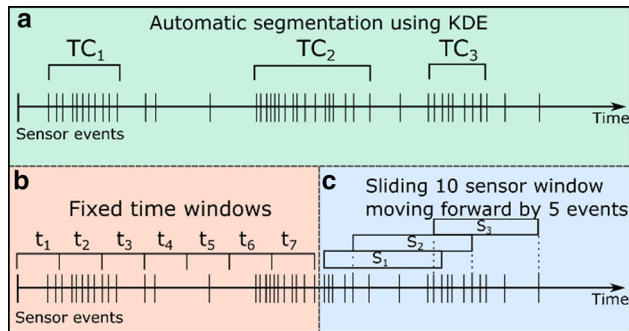 a
Automatic segmentation using KDE
TC1 TC2 TC3
Time
Sensor events
b
Fixed time windows
t1 t2 t3 t4 t5 t6 t7
Sensor events
c
Sliding 10 sensor window
moving forward by 5 events
S3
S2
S1
Time